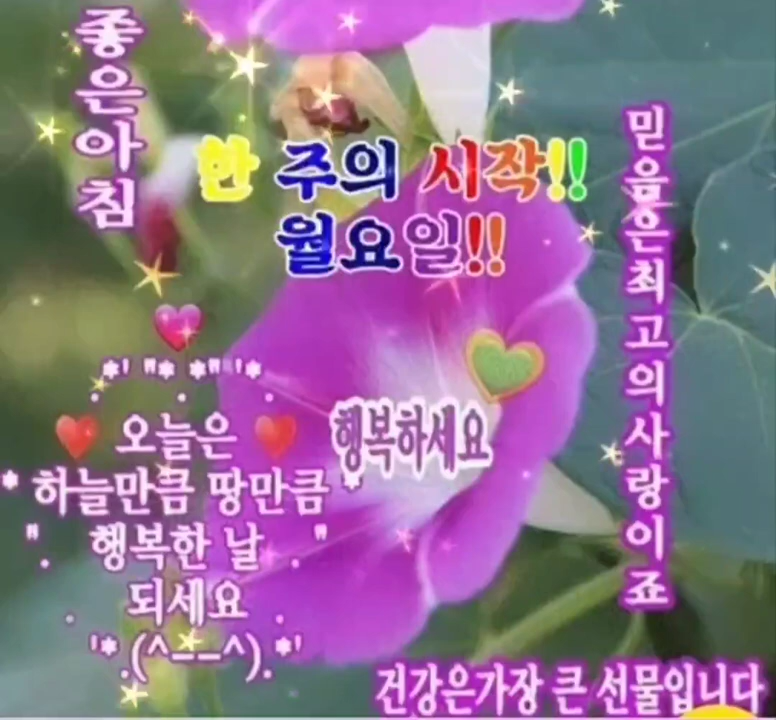 좋은아침
한 주의 시작!!
월요일!!
믿음은최고의사랑이죠
오늘은
하늘만큼 땅만큼
행복한 날
되세요
.(^--^).
행복하세요
건강은가장 큰 선물입니다